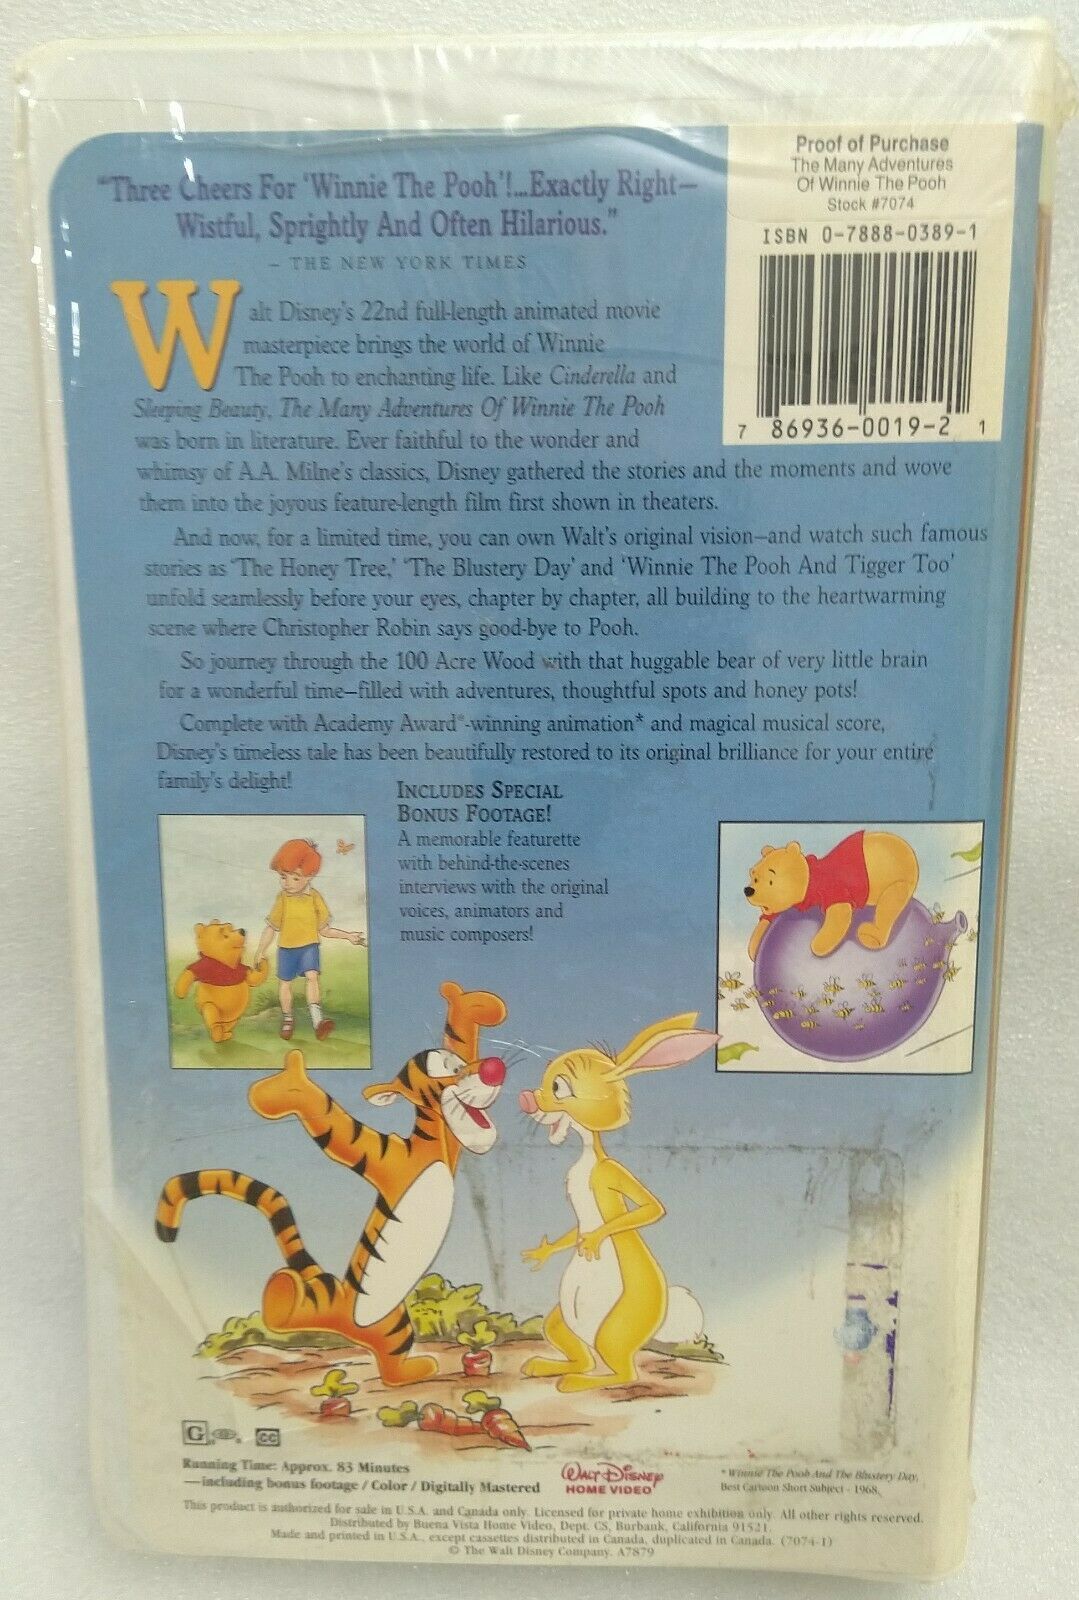 "Three Cheers For 'Winnie The Pooh'!...Exactly Right—
Wistful, Sprightly And Often Hilarious."
– THE NEW YORK TIMES
Proof of Purchase
The Many Adventures
Of Winnie The Pooh
Stock #7074
ISBN 0-7888-0389-1
7 86936-0019-2 1
Walt Disney's 22nd full-length animated movie
masterpiece brings the world of Winnie
The Pooh to enchanting life. Like Cinderella and
Sleeping Beauty, The Many Adventures Of Winnie The Pooh
was born in literature. Ever faithful to the wonder and
whimsy of A.A. Milne's classics, Disney gathered the stories and the moments and wove
them into the joyous feature-length film first shown in theaters.
And now, for a limited time, you can own Walt's original vision—and watch such famous
stories as 'The Honey Tree,' 'The Blustery Day' and 'Winnie The Pooh And Tigger Too'
unfold seamlessly before your eyes, chapter by chapter, all building to the heartwarming
scene where Christopher Robin says good-bye to Pooh.
So journey through the 100 Acre Wood with that huggable bear of very little brain
for a wonderful time—filled with adventures, thoughtful spots and honey pots!
Complete with Academy Award®-winning animation* and magical musical score,
Disney's timeless tale has been beautifully restored to its original brilliance for your entire
family's delight!
INCLUDES SPECIAL
BONUS FOOTAGE!
A memorable featurette
with behind-the-scenes
interviews with the original
voices, animators and
music composers!
G CC
Running Time: Approx. 83 Minutes
—including bonus footage / Color / Digitally Mastered
WALT DISNEY
HOME VIDEO
* Winnie The Pooh And The Blustery Day,
Best Cartoon Short Subject - 1968.
This product is authorized for sale in U.S.A. and Canada only. Licensed for private home exhibition only. All other rights reserved.
Distributed by Buena Vista Home Video, Dept. CS, Burbank, California 91521.
Made and printed in U.S.A., except cassettes distributed in Canada, duplicated in Canada. (7074-1)
© The Walt Disney Company. A7879